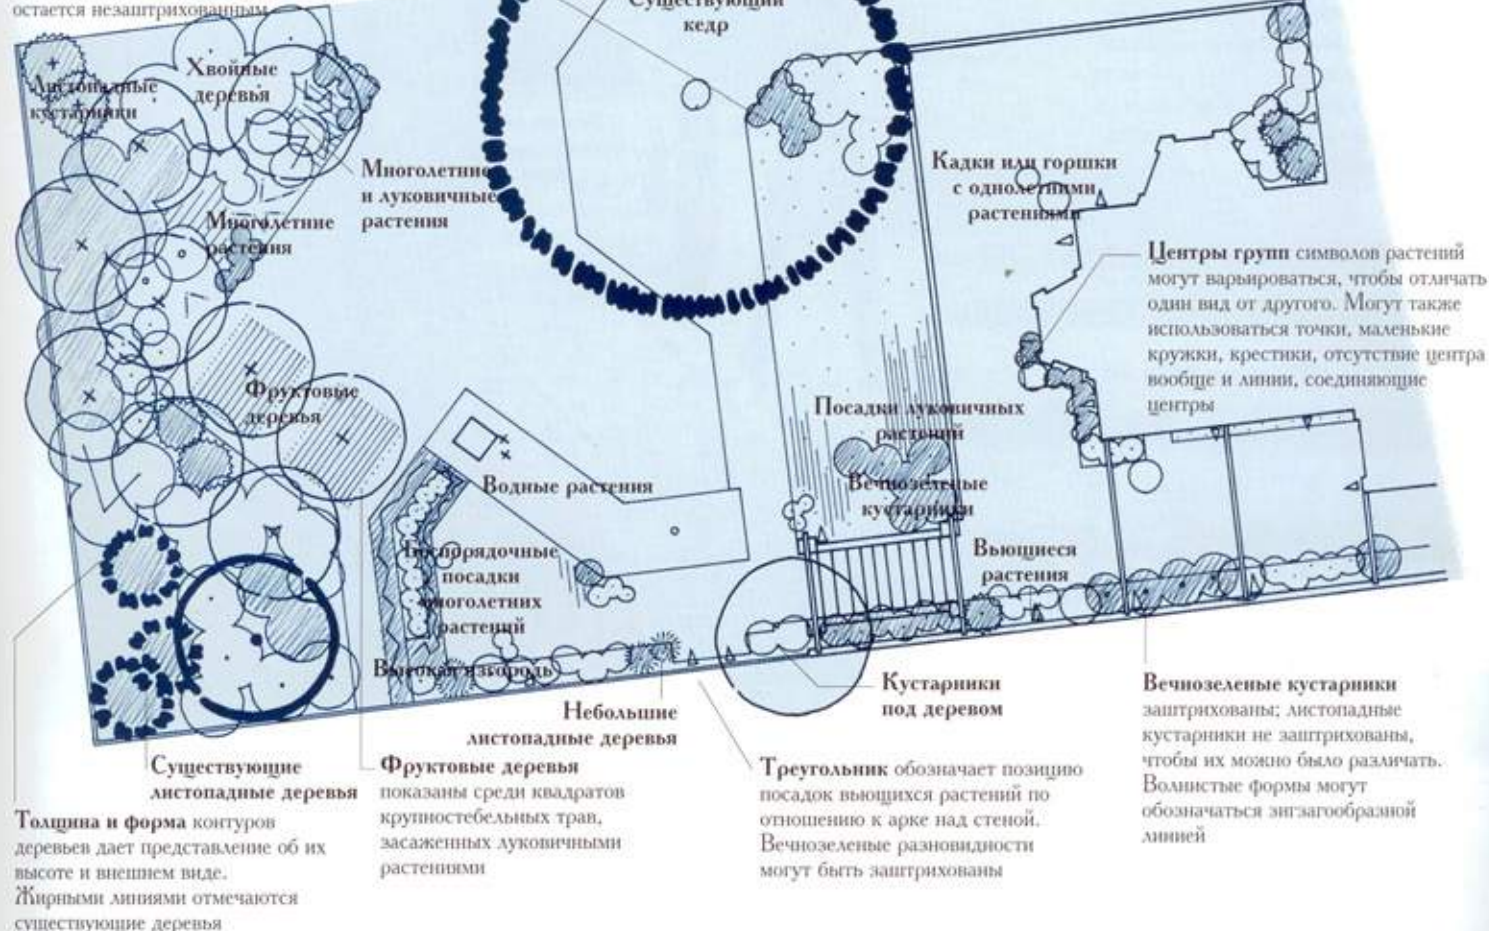 остается незаштрихованным
Существующий
кедр
Листопадные
кустарники
Хвойные
деревья
Многолетние
и луковичные
растения
Многолетние
растения
Кадки или горшки
с однолетними
растениями
Центры групп символов растений
могут варьироваться, чтобы отличать
один вид от другого. Могут также
использоваться точки, маленькие
кружки, крестики, отсутствие центра
вообще и линии, соединяющие
центры
Фруктовые
деревья
Посадки луковичных
растений
Водные растения
Вечнозеленые
кустарники
Беспорядочные
посадки
многолетних
растений
Вьющиеся
растения
Высокая изгородь
Небольшие
листопадные деревья
Кустарники
под деревом
Вечнозеленые кустарники
заштрихованы; листопадные
кустарники не заштрихованы,
чтобы их можно было различать.
Волнистые формы могут
обозначаться зигзагообразной
линией
Существующие
листопадные деревья
Фруктовые деревья
показаны среди квадратов
крупностебельных трав,
засаженных луковичными
растениями
Треугольник обозначает позицию
посадок вьющихся растений по
отношению к арке над стеной.
Вечнозеленые разновидности
могут быть заштрихованы
Толщина и форма контуров
деревьев дает представление об их
высоте и внешнем виде.
Жирными линиями отмечаются
существующие деревья